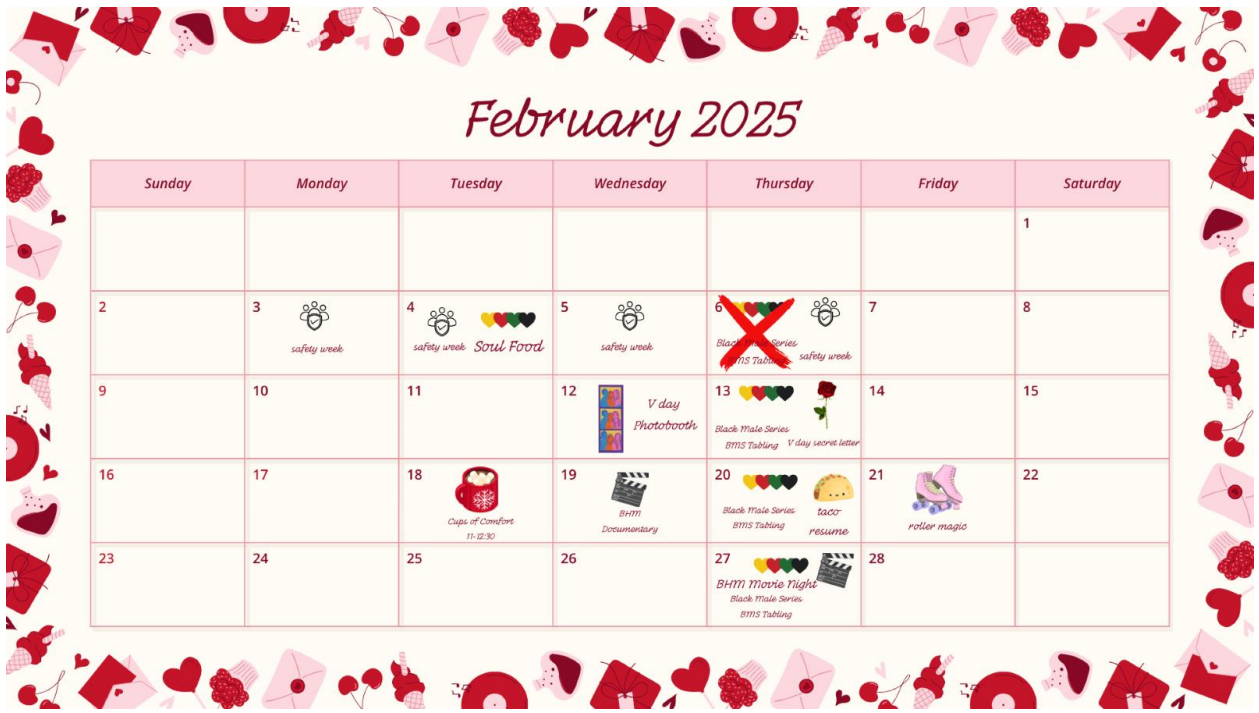 February 2025
Sunday Monday Tuesday Wednesday Thursday Friday Saturday
1
2 3 4 5 6 7 8
safety week
safety week Soul Food
safety week
Black Male Series
BMS Tabling
safety week
9 10 11 12 13 14 15
V day
Photobooth
Black Male Series
BMS Tabling
V day secret letter
16 17 18 19 20 21 22
Cups of Comfort
11-12:30
BHM
Documentary
Black Male Series
BMS Tabling
taco
resume
roller magic
23 24 25 26 27 28
BHM Movie Night
Black Male Series
BMS Tabling